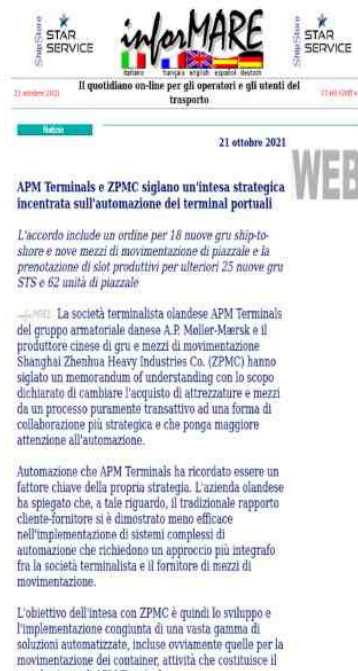 ShipStore
STAR
SERVICE
inforMARE
ShipStore
STAR
SERVICE
italiano français english español deutsch
21 ottobre 2021
Il quotidiano on-line per gli operatori e gli utenti del
trasporto
Notizie
21 ottobre 2021
WEB
APM Terminals e ZPMC siglano un'intesa strategica
incentrata sull'automazione dei terminal portuali
L'accordo include un ordine per 18 nuove gru ship-to-
shore e nove mezzi di movimentazione di piazzale e la
prenotazione di slot produttivi per ulteriori 25 nuove gru
STS e 62 unità di piazzale
inforMARE La società terminalista olandese APM Terminals
del gruppo armatoriale danese A.P. Møller-Mærsk e il
produttore cinese di gru e mezzi di movimentazione
Shanghai Zhenhua Heavy Industries Co. (ZPMC) hanno
siglato un memorandum of understanding con lo scopo
dichiarato di cambiare l'acquisto di attrezzature e mezzi
da un processo puramente transattivo ad una forma di
collaborazione più strategica e che ponga maggiore
attenzione all'automazione.
Automazione che APM Terminals ha ricordato essere un
fattore chiave della propria strategia. L'azienda olandese
ha spiegato che, a tale riguardo, il tradizionale rapporto
cliente-fornitore si è dimostrato meno efficace
nell'implementazione di sistemi complessi di
automazione che richiedono un approccio più integrato
fra la società terminalista e il fornitore di mezzi di
movimentazione.
L'obiettivo dell'intesa con ZPMC è quindi lo sviluppo e
l'implementazione congiunta di una vasta gamma di
soluzioni automatizzate, incluse ovviamente quelle per la
movimentazione dei container, attività che costituisce il